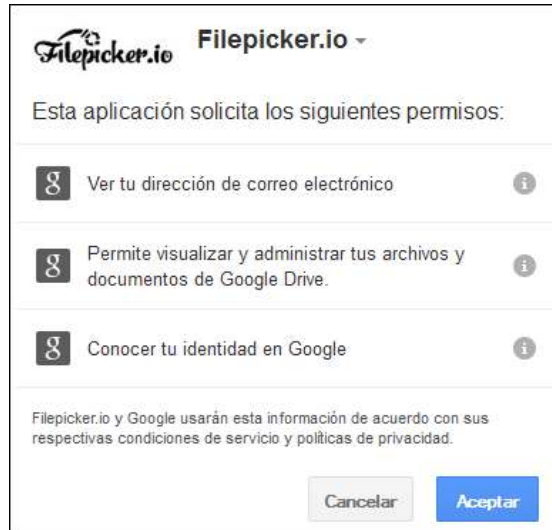 Filepicker.io
Filepicker.io
Esta aplicación solicita los siguientes permisos:
g Ver tu dirección de correo electrónico
Permite visualizar y administrar tus archivos y
g documentos de Google Drive.
g Conocer tu identidad en Google
Filepicker.io y Google usarán esta información de acuerdo con sus
respectivas condiciones de servicio y políticas de privacidad.
Cancelar Aceptar